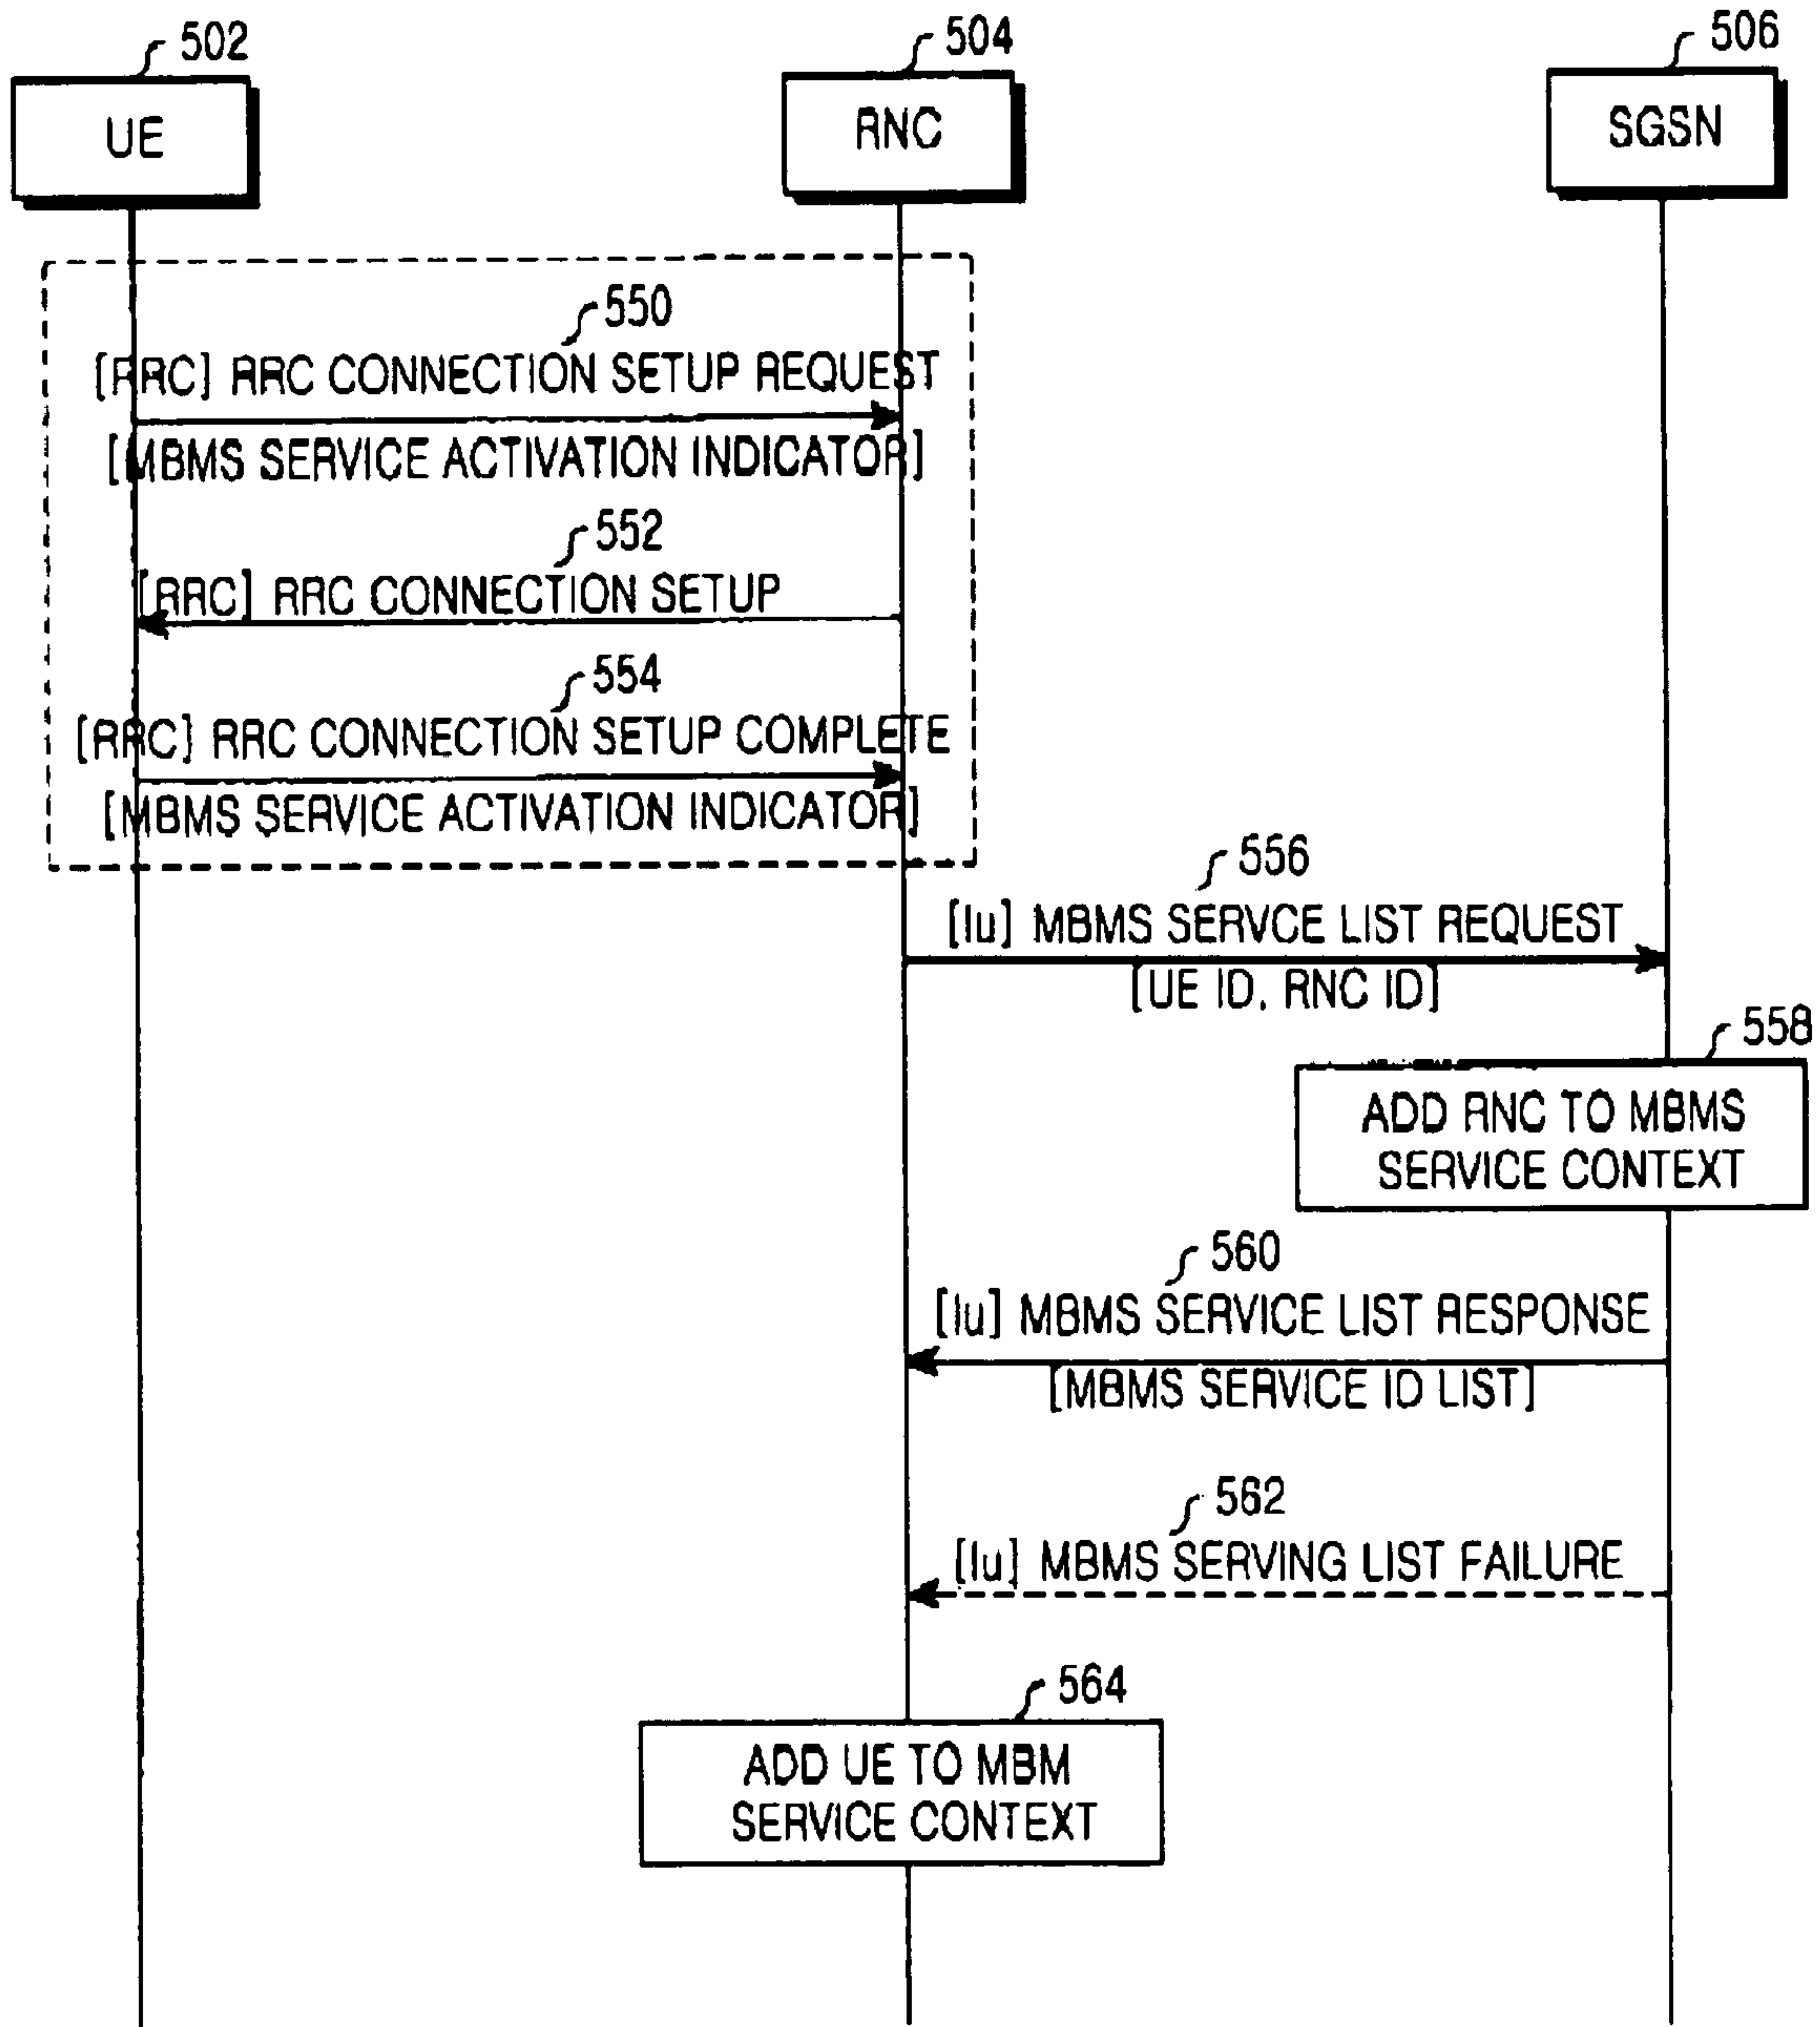 502
504
506
UE
RNC
SGSN
550
[RRC] RRC CONNECTION SETUP REQUEST
[MBMS SERVICE ACTIVATION INDICATOR]
552
[RRC] RRC CONNECTION SETUP
554
[RRC] RRC CONNECTION SETUP COMPLETE
[MBMS SERVICE ACTIVATION INDICATOR]
556
[Iu] MBMS SERVCE LIST REQUEST
[UE ID, RNC ID]
558
ADD RNC TO MBMS
SERVICE CONTEXT
560
[Iu] MBMS SERVICE LIST RESPONSE
[MBMS SERVICE ID LIST]
562
[Iu] MBMS SERVING LIST FAILURE
564
ADD UE TO MBM
SERVICE CONTEXT